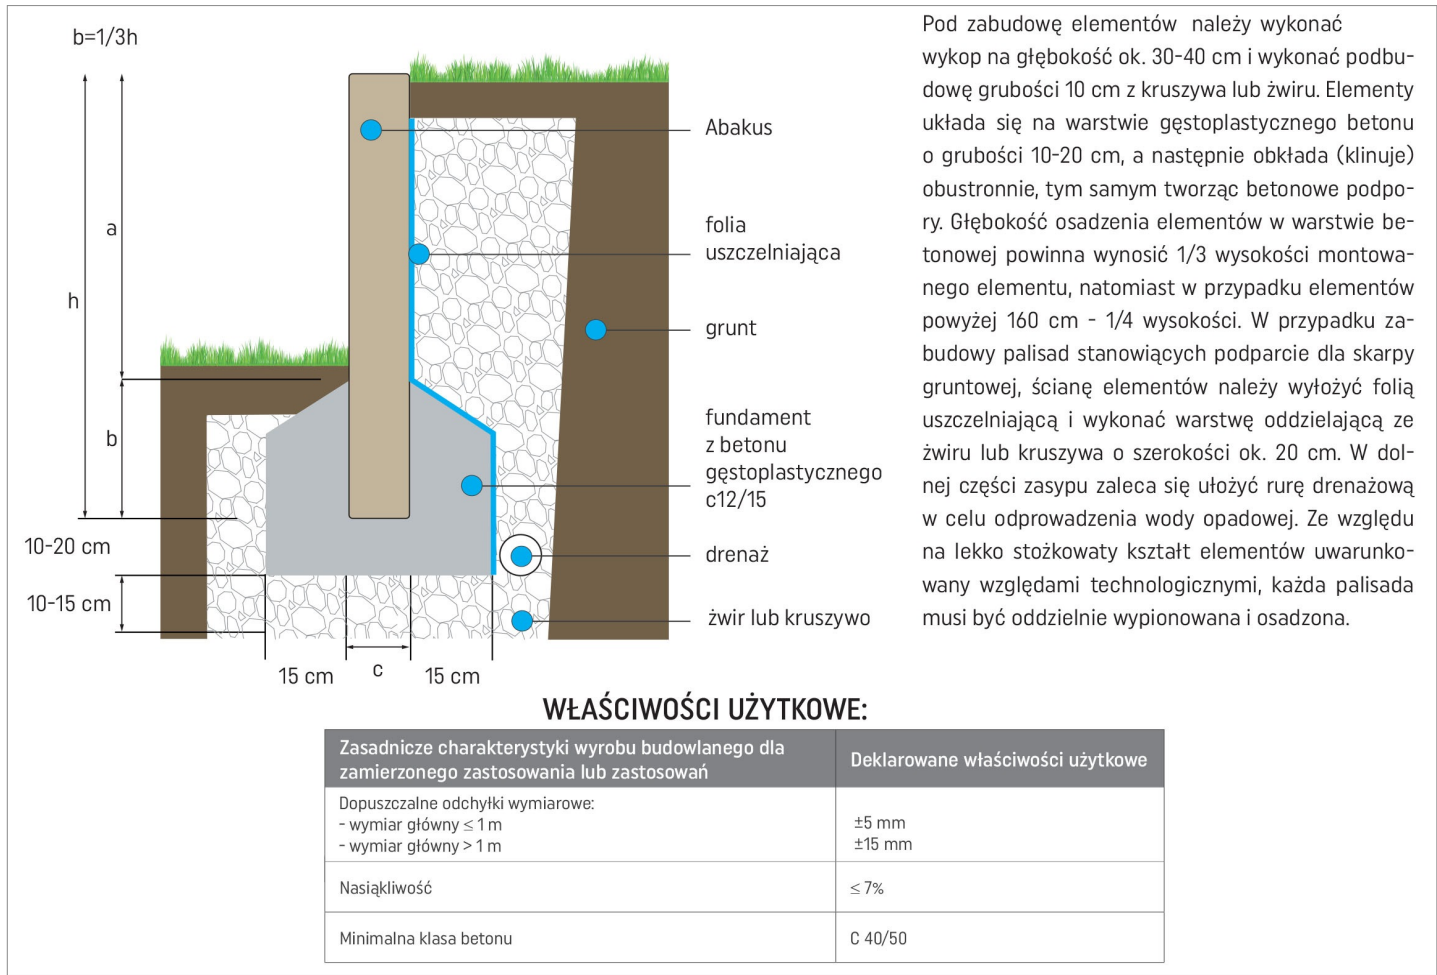 b=1/3h
a
h
b
10-20 cm
10-15 cm
15 cm
c
15 cm
Abakus
folia
uszczelniająca
grunt
fundament
z betonu
gęstoplastycznego
c12/15
drenaż
żwir lub kruszywo
Pod zabudowę elementów należy wykonać
wykop na głębokość ok. 30-40 cm i wykonać podbu-
dowę grubości 10 cm z kruszywa lub żwiru. Elementy
układa się na warstwie gęstoplastycznego betonu
o grubości 10-20 cm, a następnie obkłada (klinuje)
obustronnie, tym samym tworząc betonowe podpo-
ry. Głębokość osadzenia elementów w warstwie be-
tonowej powinna wynosić 1/3 wysokości montowa-
nego elementu, natomiast w przypadku elementów
powyżej 160 cm - 1/4 wysokości. W przypadku za-
budowy palisad stanowiących podparcie dla skarpy
gruntowej, ścianę elementów należy wyłożyć folią
uszczelniającą i wykonać warstwę oddzielającą ze
żwiru lub kruszywa o szerokości ok. 20 cm. W dol-
nej części zasypu zaleca się ułożyć rurę drenażową
w celu odprowadzenia wody opadowej. Ze względu
na lekko stożkowaty kształt elementów uwarunko-
wany względami technologicznymi, każda palisada
musi być oddzielnie wypionowana i osadzona.
WŁAŚCIWOŚCI UŻYTKOWE:
Zasadnicze charakterystyki wyrobu budowlanego dla
zamierzonego zastosowania lub zastosowań
Deklarowane właściwości użytkowe
Dopuszczalne odchyłki wymiarowe:
- wymiar główny ≤ 1 m
±5 mm
- wymiar główny > 1 m
±15 mm
Nasiąkliwość
≤ 7%
Minimalna klasa betonu
C 40/50